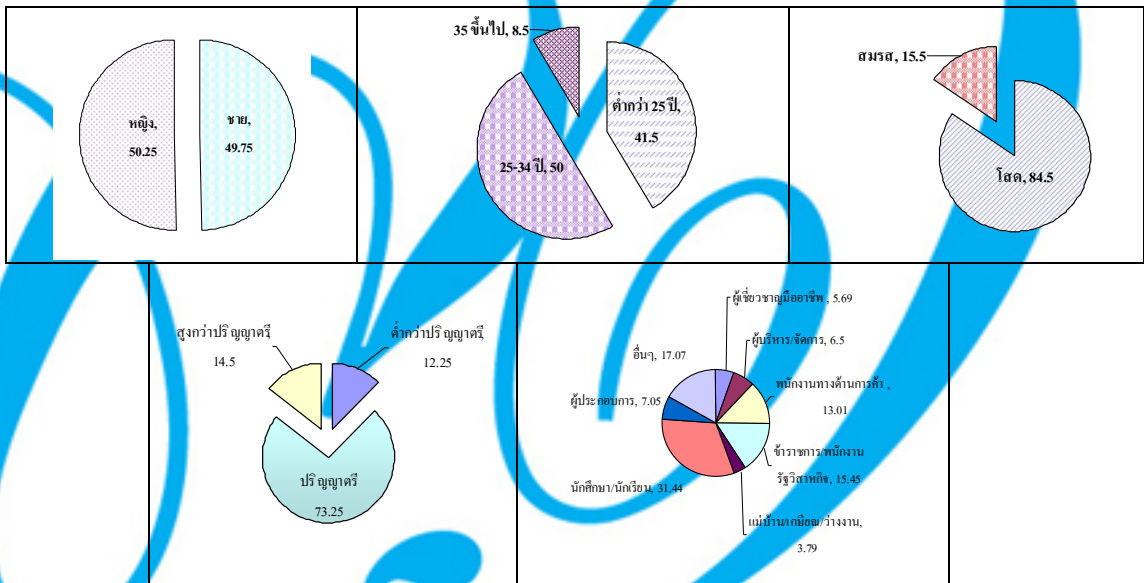 หญิง,
50.25
ชาย,
49.75
35 ขึ้นไป, 8.5
ต่ำกว่า 25 ปี,
41.5
25-34 ปี, 50
สมรส, 15.5
โสด, 84.5
สูงกว่าปริญญาตรี,
14.5
ต่ำกว่าปริญญาตรี,
12.25
ปริญญาตรี
73.25
ผู้เชี่ยวชาญมืออาชีพ , 5.69
ผู้บริหาร/จัดการ, 6.5
พนักงานทางด้านการค้า ,
13.01
ข้าราชการ/พนักงาน
รัฐวิสาหกิจ, 15.45
แม่บ้าน/เกษียณ/ว่างงาน,
3.79
นักศึกษา/นักเรียน, 31.44
ผู้ประกอบการ, 7.05
อื่นๆ, 17.07